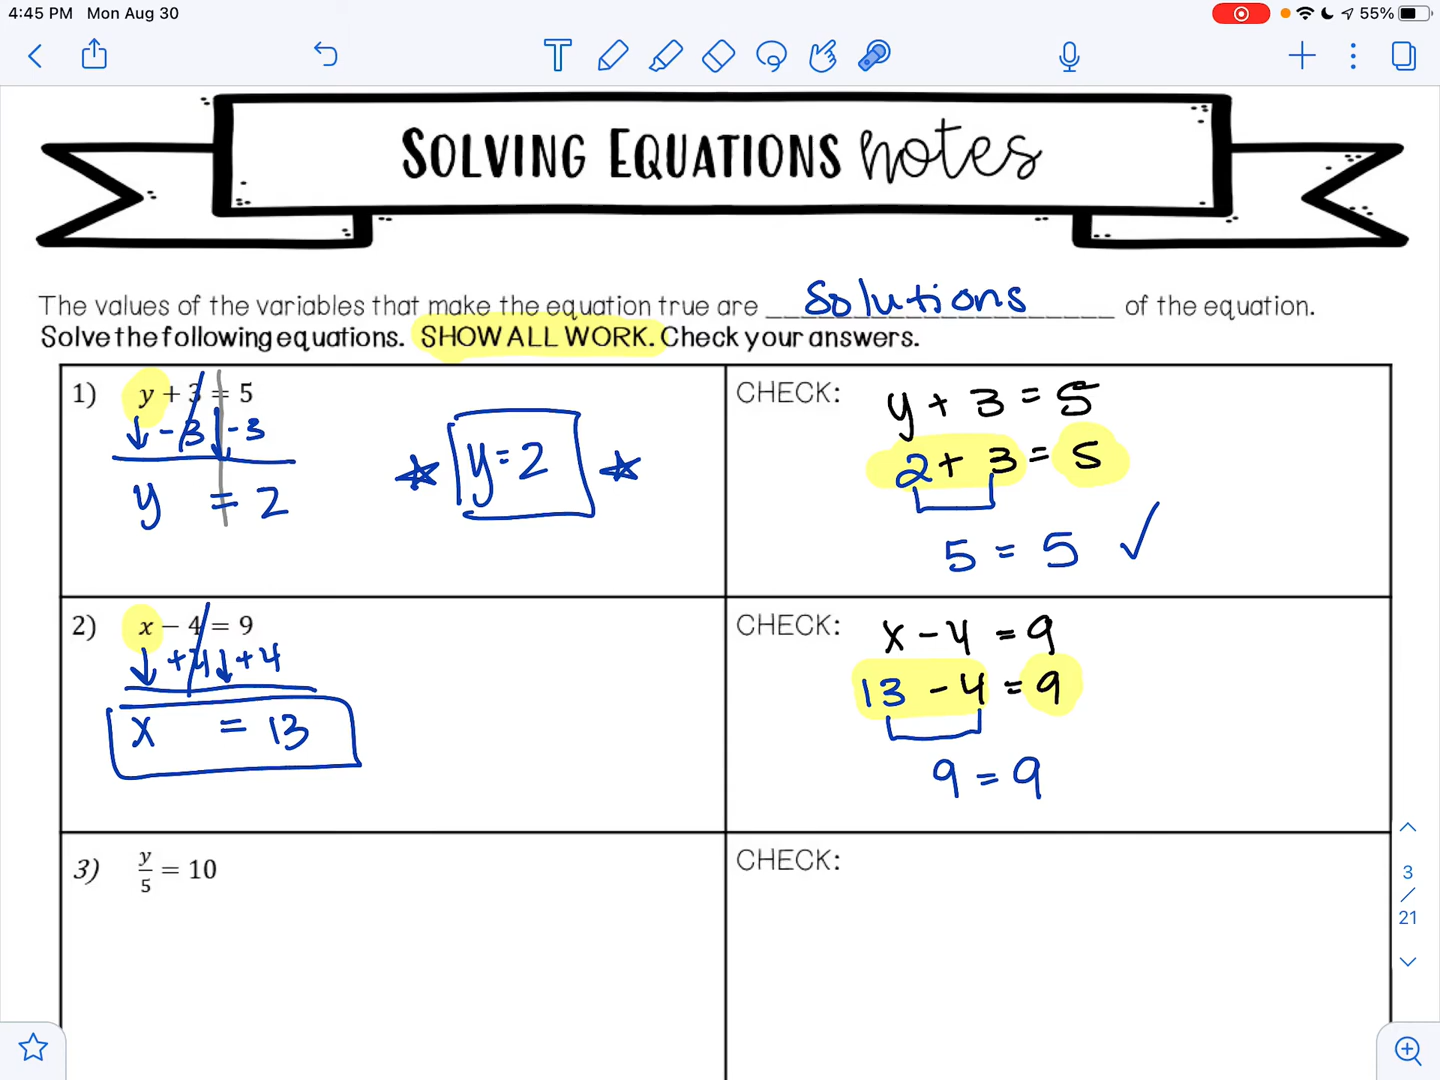 4:45 PM Mon Aug 30
55%
SOLVING EQUATIONS notes
The values of the variables that make the equation true are __solutions__ of the equation.
Solve the following equations. SHOW ALL WORK. Check your answers.
1) y + 3 = 5
-3 -3
y = 2
y = 2
CHECK: y + 3 = 5
2 + 3 = 5
5 = 5 ✓
2) x − 4 = 9
+4 +4
x = 13
CHECK: x - 4 = 9
13 - 4 = 9
9 = 9
3) y/5 = 10
CHECK:
3
/
21